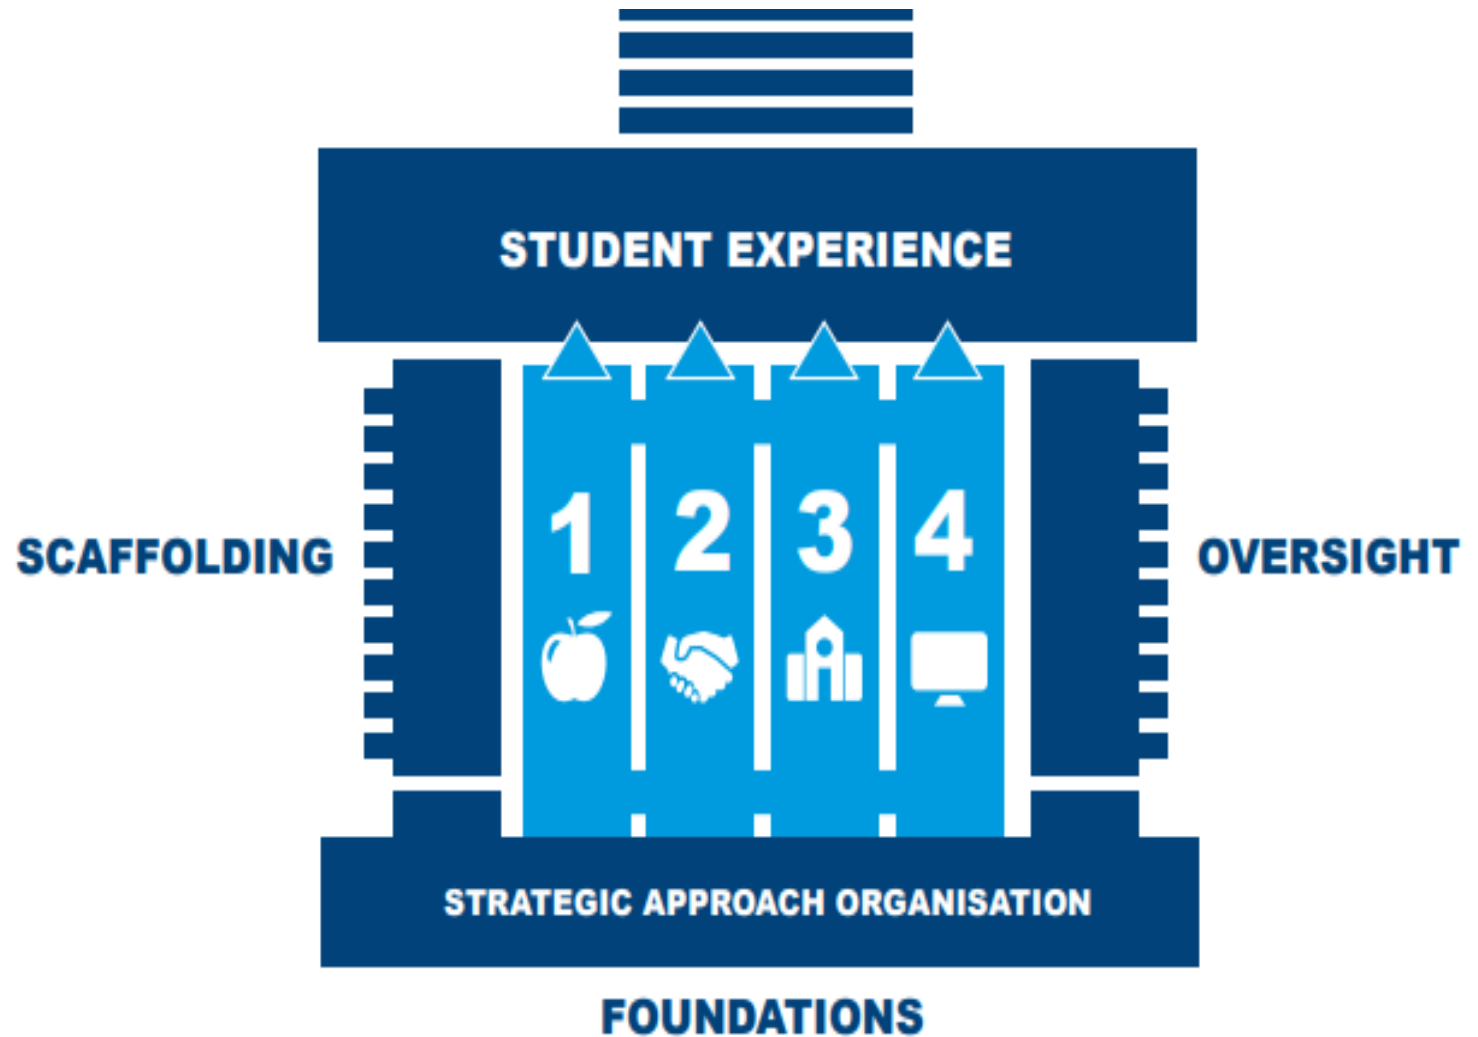 STUDENT EXPERIENCE
1 2 3 4
SCAFFOLDING
OVERSIGHT
STRATEGIC APPROACH ORGANISATION
FOUNDATIONS